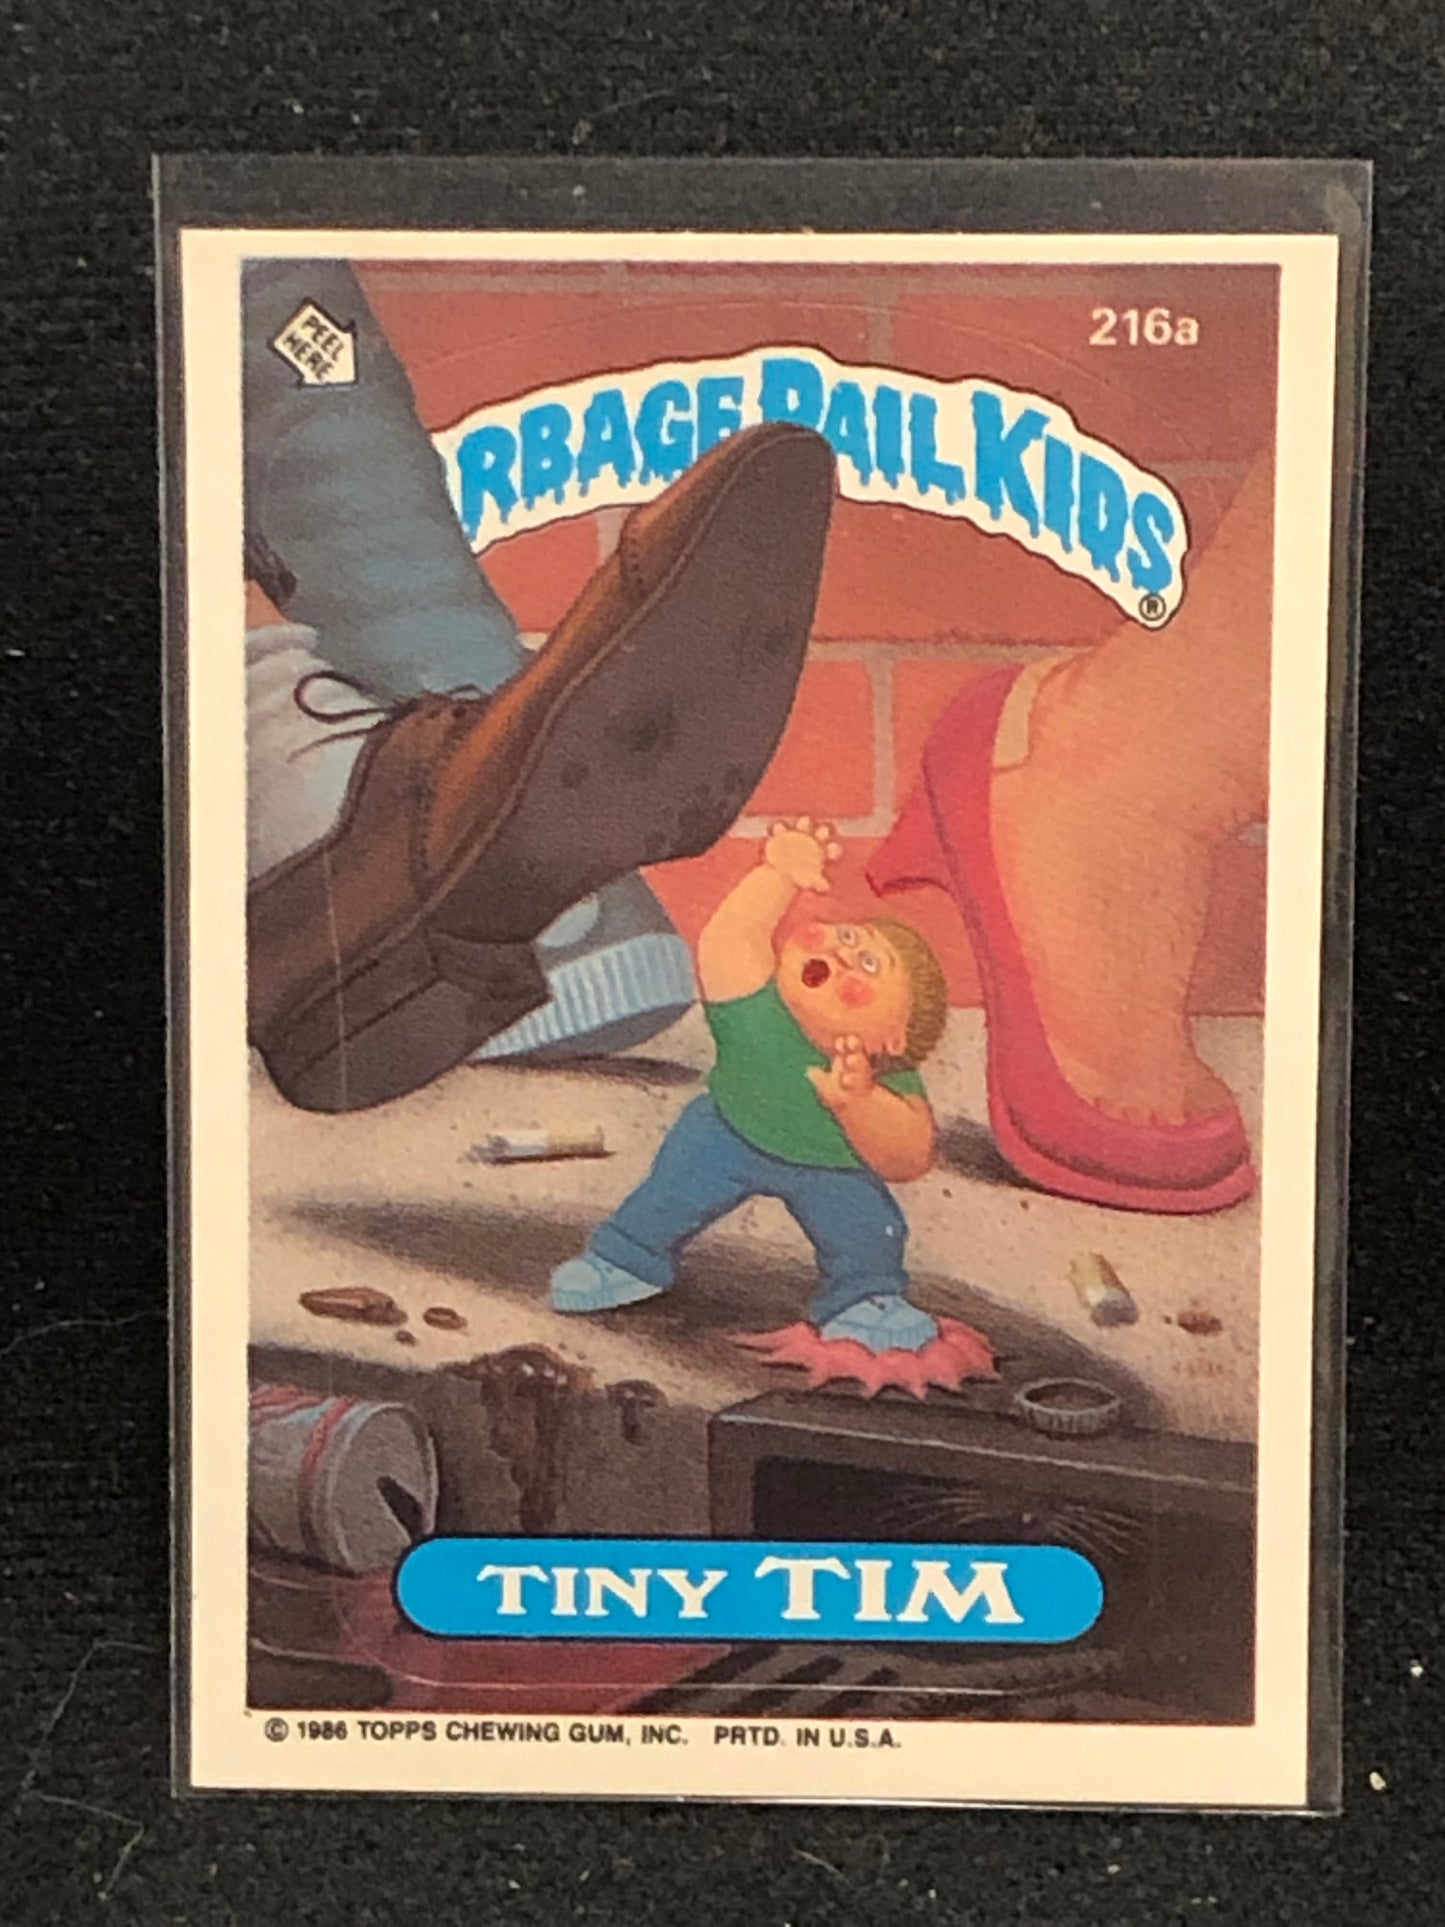 PEEL
HERE
216a
RBAGE PAIL KIDS
®
TINY TIM
© 1986 TOPPS CHEWING GUM, INC. PRTD. IN U.S.A.